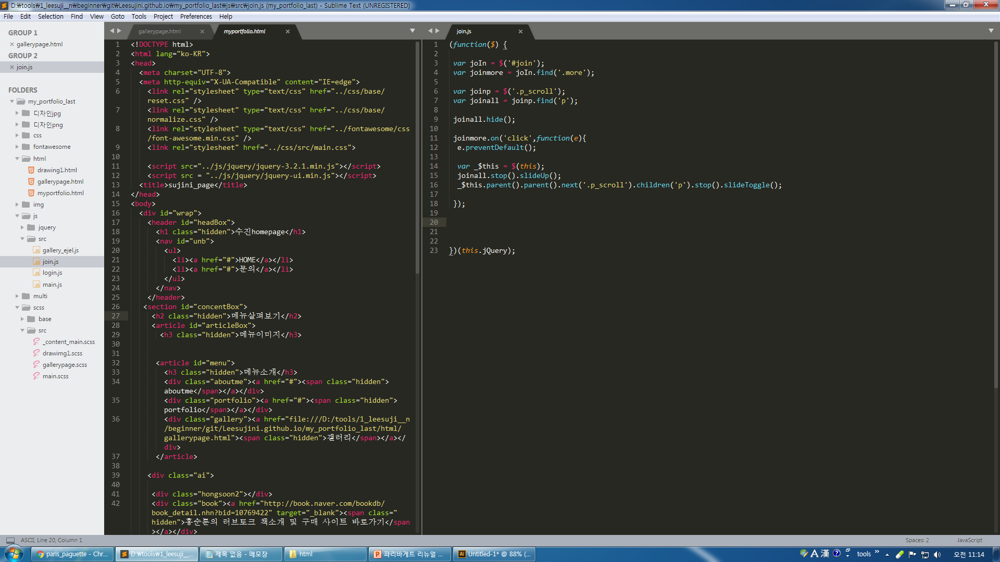 D:₩tools₩1_leesuji__n₩beginner₩git₩Leesujini.github.io₩my_portfolio_last₩js₩src₩join.js (my_portfolio_last) - Sublime Text (UNREGISTERED)
File Edit Selection Find View Goto Tools Project Preferences Help
GROUP 1
gallerypage.html
GROUP 2
join.js
FOLDERS
my_portfolio_last
디자인jpg
디자인png
css
fontawesome
html
drawing1.html
gallerypage.html
myportfolio.html
img
js
jquery
src
gallery_ejel.js
join.js
login.js
main.js
multi
scss
base
src
_content_main.scss
drawimg1.scss
gallerypage.scss
main.scss
gallerypage.html
myportfolio.html
1 <!DOCTYPE html>
2 <html lang="ko-KR">
3 <head>
4 <meta charset="UTF-8">
5 <meta http-equiv="X-UA-Compatible" content="IE=edge">
6 <link rel="stylesheet" type="text/css" href="../css/base/
reset.css" />
7 <link rel="stylesheet" type="text/css" href="../css/base/
normalize.css" />
8 <link rel="stylesheet" type="text/css" href="../fontawesome/css
/font-awesome.min.css" />
9 <link rel="stylesheet" href="../css/src/main.css">
10
11 <script src="../js/jquery/jquery-3.2.1.min.js"></script>
12 <script src = "../js/jquery/jquery-ui.min.js"></script>
13 <title>sujini_page</title>
14 </head>
15 <body>
16 <div id="wrap">
17 <header id="headBox">
18 <h1 class="hidden">수진homepage</h1>
19 <nav id="unb">
20 <ul>
21 <li><a href="#">HOME</a></li>
22 <li><a href="#">문의</a></li>
23 </ul>
24 </nav>
25 </header>
26 <section id="concentBox">
27 <h2 class="hidden">메뉴살펴보기</h2>
28 <article id="articleBox">
29 <h3 class="hidden">메뉴이미지</h3>
30
31
32 <article id="menu">
33 <h3 class="hidden">메뉴소개</h3>
34 <div class="aboutme"><a href="#"><span class="hidden">
aboutme</span></a></div>
35 <div class="portfolio"><a href="#"><span class="hidden">
portfolio</span></a></div>
36 <div class="gallery"><a href="file:///D:/tools/1_leesuji__n
/beginner/git/Leesujini.github.io/my_portfolio_last/html/
gallerypage.html"><span class="hidden">갤러리</span></a></
div>
37 </article>
38
39 <div class="ai">
40
41 <div class="hongsoon2"></div>
42 <div class="book"><a href="http://book.naver.com/bookdb/
book_detail.nhn?bid=10769422" target="_blank"><span class="
hidden">홍순툰의 러브토크 책소개 및 구매 사이트 바로가기</span
></a></div>
join.js
1 (function($) {
2
3 var joIn = $('#join');
4 var joinmore = joIn.find('.more');
5
6 var joinp = $('.p_scroll');
7 var joinall = joinp.find('p');
8
9 joinall.hide();
10
11 joinmore.on('click',function(e){
12 e.preventDefault();
13
14 var _$this = $(this);
15 joinall.stop().slideUp();
16 _$this.parent().parent().next('.p_scroll').children('p').stop().slideToggle();
17
18 });
19
20
21
22
23 })(this.jQuery);
ASCII, Line 20, Column 1
Spaces: 2
JavaScript
paris_paguette - Chr...
D:₩tools₩1_leesuji__...
제목 없음 - 메모장
html
파리바게트 리뉴얼 ...
Untitled-1* @ 88% (...
A 漢
tools
오전 11:14